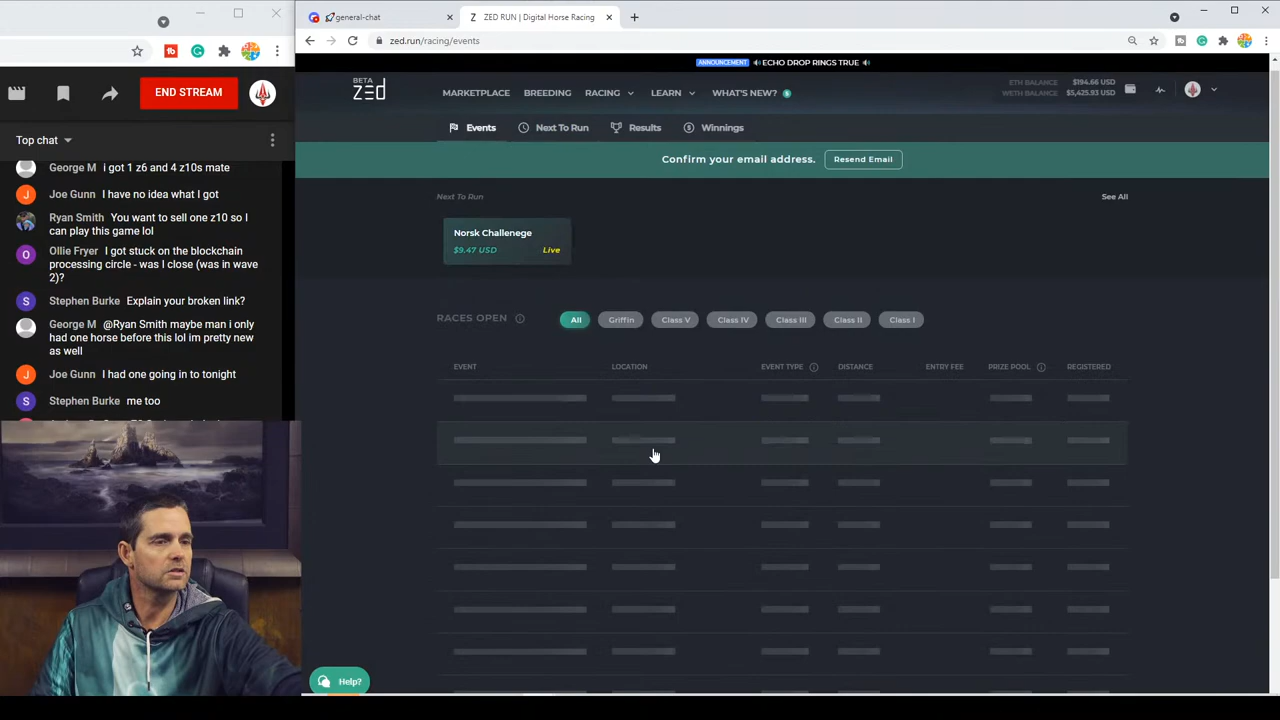 general-chat
ZED RUN | Digital Horse Racing
zed.run/racing/events
END STREAM
Top chat
George M i got 1 z6 and 4 z10s mate
Joe Gunn I have no idea what I got
Ryan Smith You want to sell one z10 so I
can play this game lol
Ollie Fryer I got stuck on the blockchain
processing circle - was I close (was in wave
2)?
Stephen Burke Explain your broken link?
George M @Ryan Smith maybe man i only
had one horse before this lol im pretty new
as well
Joe Gunn I had one going in to tonight
Stephen Burke me too
ANNOUNCEMENT ECHO DROP RINGS TRUE
BETA
zed
MARKETPLACE BREEDING RACING LEARN WHAT'S NEW?
ETH BALANCE $194.66 USD
WETH BALANCE $5,425.93 USD
Events Next To Run Results Winnings
Confirm your email address. Resend Email
Next To Run See All
Norsk Challenege
$9.47 USD Live
RACES OPEN All Griffin Class V Class IV Class III Class II Class I
EVENT LOCATION EVENT TYPE DISTANCE ENTRY FEE PRIZE POOL REGISTERED
Help?